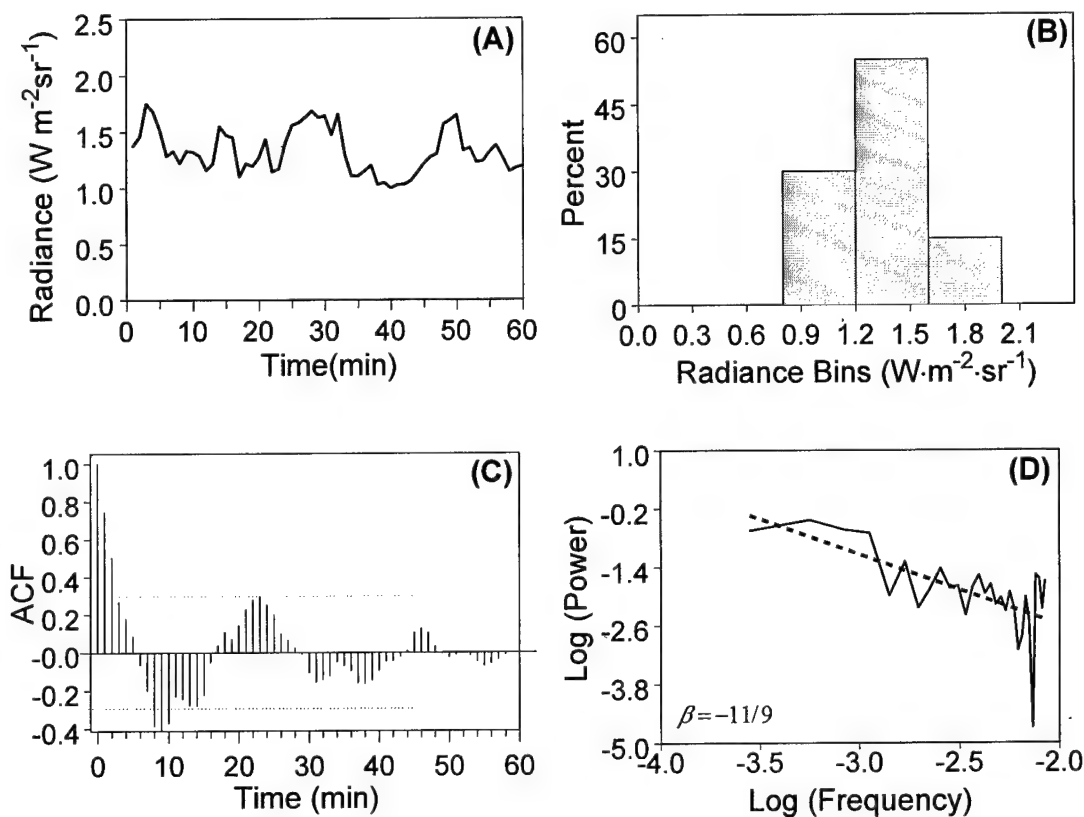 (A)
Radiance (W m⁻²sr⁻¹)
2.5
2.0
1.5
1.0
0.5
0.0
0 10 20 30 40 50 60
Time(min)
(B)
Percent
60
45
30
15
0
0.0 0.3 0.6 0.9 1.2 1.5 1.8 2.1
Radiance Bins (W·m⁻²·sr⁻¹)
(C)
ACF
1.0
0.8
0.6
0.4
0.2
-0.0
-0.2
-0.4
0 10 20 30 40 50 60
Time (min)
(D)
Log (Power)
1.0
-0.2
-1.4
-2.6
-3.8
-5.0
β=-11/9
-4.0 -3.5 -3.0 -2.5 -2.0
Log (Frequency)